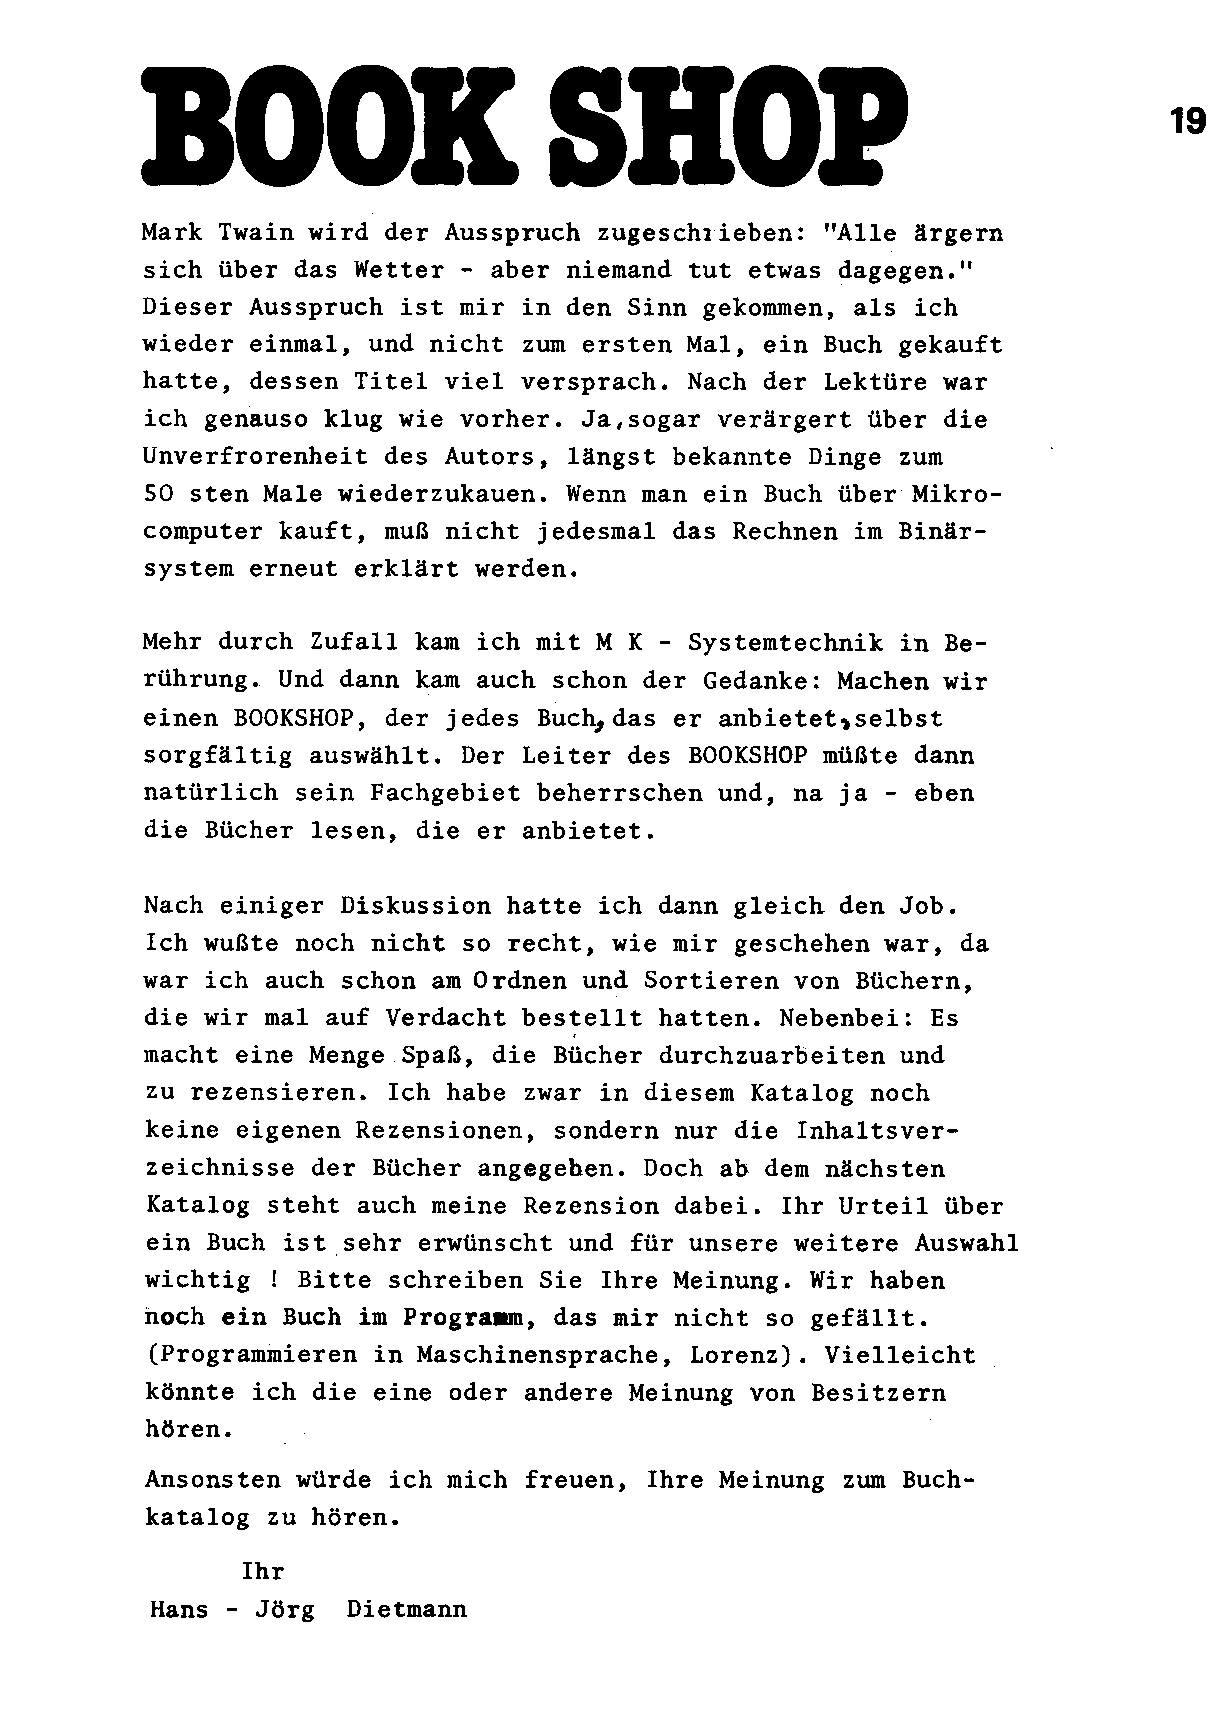 BOOK SHOP
19
Mark Twain wird der Ausspruch zugeschrieben: "Alle ärgern
sich über das Wetter - aber niemand tut etwas dagegen."
Dieser Ausspruch ist mir in den Sinn gekommen, als ich
wieder einmal, und nicht zum ersten Mal, ein Buch gekauft
hatte, dessen Titel viel versprach. Nach der Lektüre war
ich genauso klug wie vorher. Ja,sogar verärgert über die
Unverfrorenheit des Autors, längst bekannte Dinge zum
50 sten Male wiederzukauen. Wenn man ein Buch über Mikro-
computer kauft, muß nicht jedesmal das Rechnen im Binär-
system erneut erklärt werden.

Mehr durch Zufall kam ich mit M K - Systemtechnik in Be-
rührung. Und dann kam auch schon der Gedanke: Machen wir
einen BOOKSHOP, der jedes Buch,das er anbietet,selbst
sorgfältig auswählt. Der Leiter des BOOKSHOP müßte dann
natürlich sein Fachgebiet beherrschen und, na ja - eben
die Bücher lesen, die er anbietet.

Nach einiger Diskussion hatte ich dann gleich den Job.
Ich wußte noch nicht so recht, wie mir geschehen war, da
war ich auch schon am Ordnen und Sortieren von Büchern,
die wir mal auf Verdacht bestellt hatten. Nebenbei: Es
macht eine Menge Spaß, die Bücher durchzuarbeiten und
zu rezensieren. Ich habe zwar in diesem Katalog noch
keine eigenen Rezensionen, sondern nur die Inhaltsver-
zeichnisse der Bücher angegeben. Doch ab dem nächsten
Katalog steht auch meine Rezension dabei. Ihr Urteil über
ein Buch ist sehr erwünscht und für unsere weitere Auswahl
wichtig ! Bitte schreiben Sie Ihre Meinung. Wir haben
noch ein Buch im Programm, das mir nicht so gefällt.
(Programmieren in Maschinensprache, Lorenz). Vielleicht
könnte ich die eine oder andere Meinung von Besitzern
hören.
Ansonsten würde ich mich freuen, Ihre Meinung zum Buch-
katalog zu hören.
Ihr
Hans - Jörg Dietmann